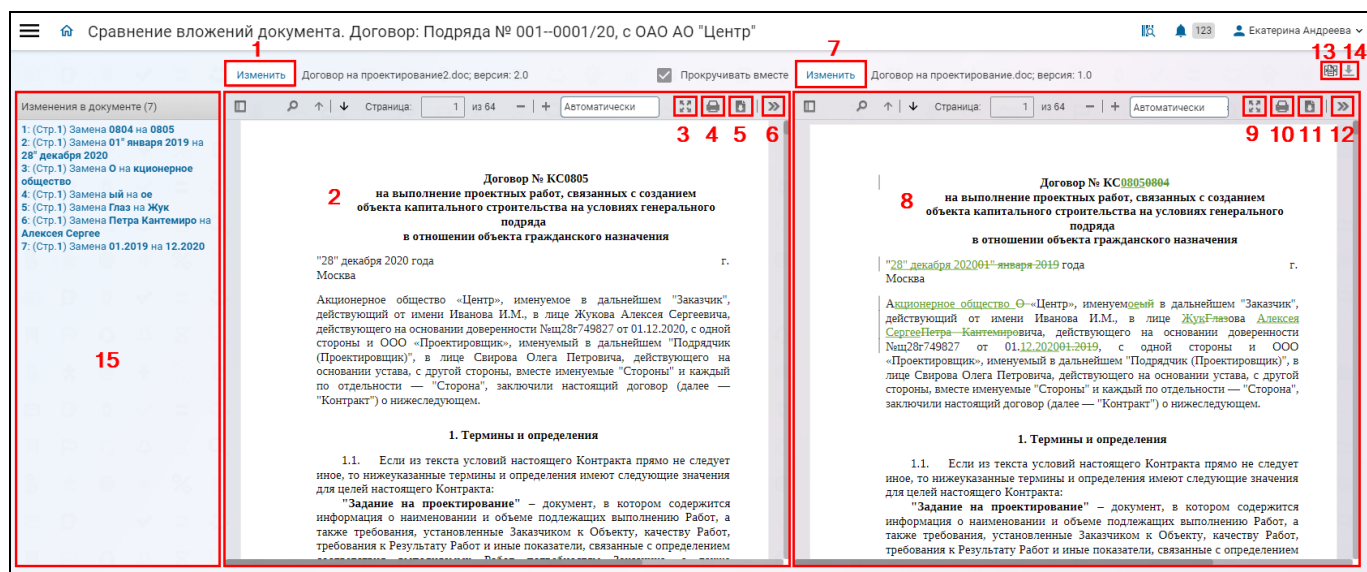 Сравнение вложений документа. Договор: Подряда № 001--0001/20, с ОАО АО "Центр"
123
Екатерина Андреева
1
7
13
14
Изменить
Договор на проектирование2.doc; версия: 2.0
Прокручивать вместе
Изменить
Договор на проектирование.doc; версия: 1.0
Изменения в документе (7)
1: (Стр.1) Замена 0804 на 0805
2: (Стр.1) Замена 01" января 2019 на
28" декабря 2020
3: (Стр.1) Замена О на кционерное
общество
4: (Стр.1) Замена ый на ое
5: (Стр.1) Замена Глаз на Жук
6: (Стр.1) Замена Петра Кантемиро на
Алексея Сергее
7: (Стр.1) Замена 01.2019 на 12.2020
15
Страница:
1
из 64
Автоматически
3
4
5
6
2
Договор № КС0805
на выполнение проектных работ, связанных с созданием
объекта капитального строительства на условиях генерального
подряда
в отношении объекта гражданского назначения
"28" декабря 2020 года г.
Москва
Акционерное общество «Центр», именуемое в дальнейшем "Заказчик",
действующий от имени Иванова И.М., в лице Жукова Алексея Сергеевича,
действующего на основании доверенности №щ28г749827 от 01.12.2020, с одной
стороны и ООО «Проектировщик», именуемый в дальнейшем "Подрядчик
(Проектировщик)", в лице Свирова Олега Петровича, действующего на
основании устава, с другой стороны, вместе именуемые "Стороны" и каждый
по отдельности — "Сторона", заключили настоящий договор (далее —
"Контракт") о нижеследующем.
1. Термины и определения
1.1. Если из текста условий настоящего Контракта прямо не следует
иное, то нижеуказанные термины и определения имеют следующие значения
для целей настоящего Контракта:
"Задание на проектирование" – документ, в котором содержится
информация о наименовании и объеме подлежащих выполнению Работ, а
также требования, установленные Заказчиком к Объекту, качеству Работ,
требования к Результату Работ и иные показатели, связанные с определением
Страница:
1
из 64
Автоматически
9
10
11
12
8
Договор № КС08050804
на выполнение проектных работ, связанных с созданием
объекта капитального строительства на условиях генерального
подряда
в отношении объекта гражданского назначения
"28" декабря 202001" января 2019 года г.
Москва
Акционерное общество О «Центр», именуемоеый в дальнейшем "Заказчик",
действующий от имени Иванова И.М., в лице ЖукГлазова Алексея
СергееПетра Кантемировича, действующего на основании доверенности
№щ28г749827 от 01.12.202001.2019, с одной стороны и ООО
«Проектировщик», именуемый в дальнейшем "Подрядчик (Проектировщик)", в
лице Свирова Олега Петровича, действующего на основании устава, с другой
стороны, вместе именуемые "Стороны" и каждый по отдельности — "Сторона",
заключили настоящий договор (далее — "Контракт") о нижеследующем.
1. Термины и определения
1.1. Если из текста условий настоящего Контракта прямо не следует
иное, то нижеуказанные термины и определения имеют следующие значения
для целей настоящего Контракта:
"Задание на проектирование" – документ, в котором содержится
информация о наименовании и объеме подлежащих выполнению Работ, а
также требования, установленные Заказчиком к Объекту, качеству Работ,
требования к Результату Работ и иные показатели, связанные с определением